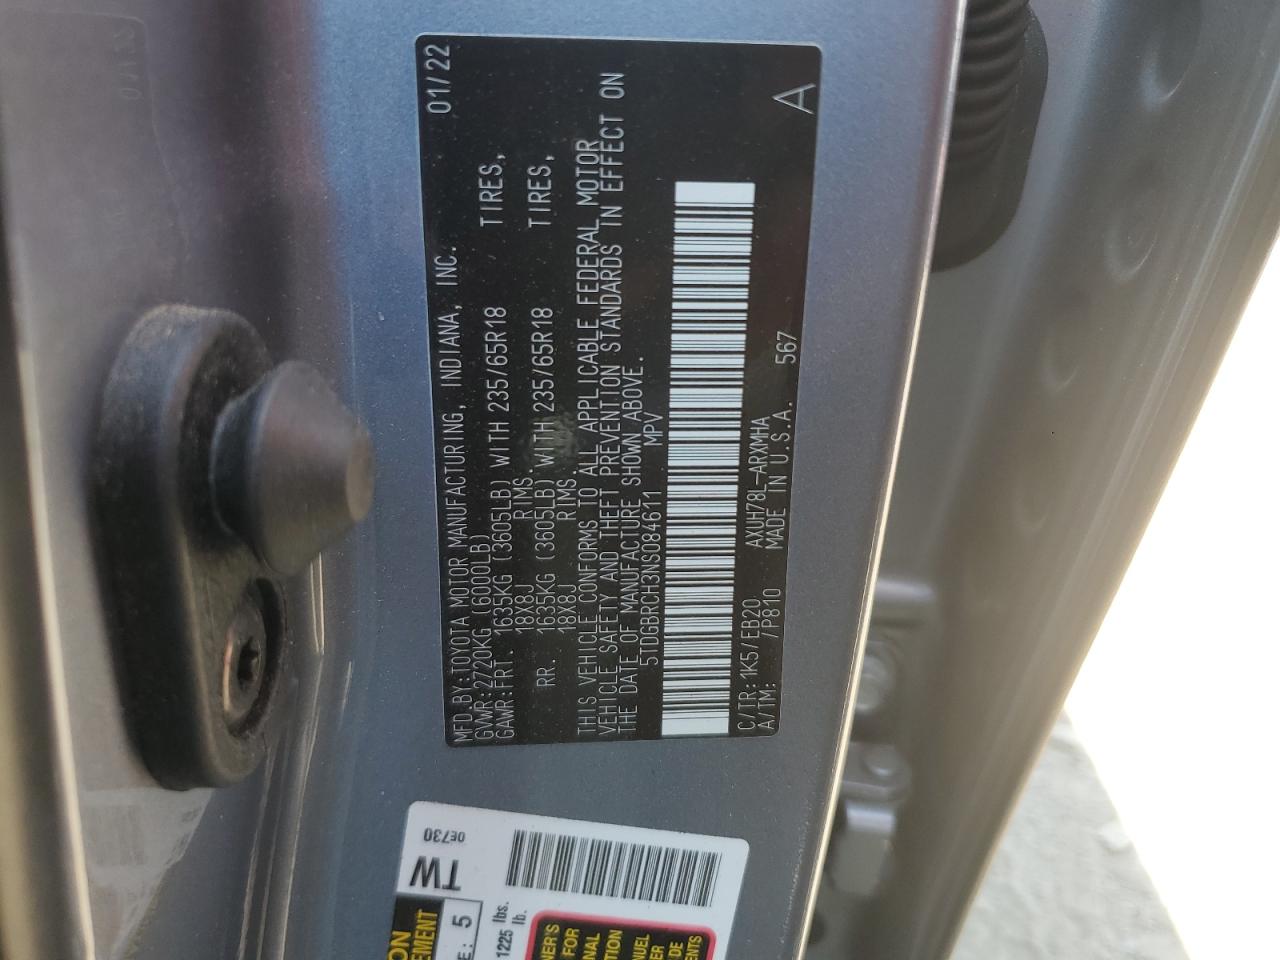 MFD.BY:TOYOTA MOTOR MANUFACTURING, INDIANA, INC. 01/22
GVWR:2720KG (6000LB)
GAWR:FRT. 1635KG (3605LB) WITH 235/65R18 TIRES,
18X8J RIMS.
RR. 1635KG (3605LB) WITH 235/65R18 TIRES,
18X8J RIMS.
THIS VEHICLE CONFORMS TO ALL APPLICABLE FEDERAL MOTOR
VEHICLE SAFETY AND THEFT PREVENTION STANDARDS IN EFFECT ON
THE DATE OF MANUFACTURE SHOWN ABOVE.
5TDGBRCH3NS084611 MPV
C/TR:1K5/EB20 AXUH78L-ARXMHA 567
A/TM: /P810 MADE IN U.S.A.
A
0E730
TW
5
1225 lbs.